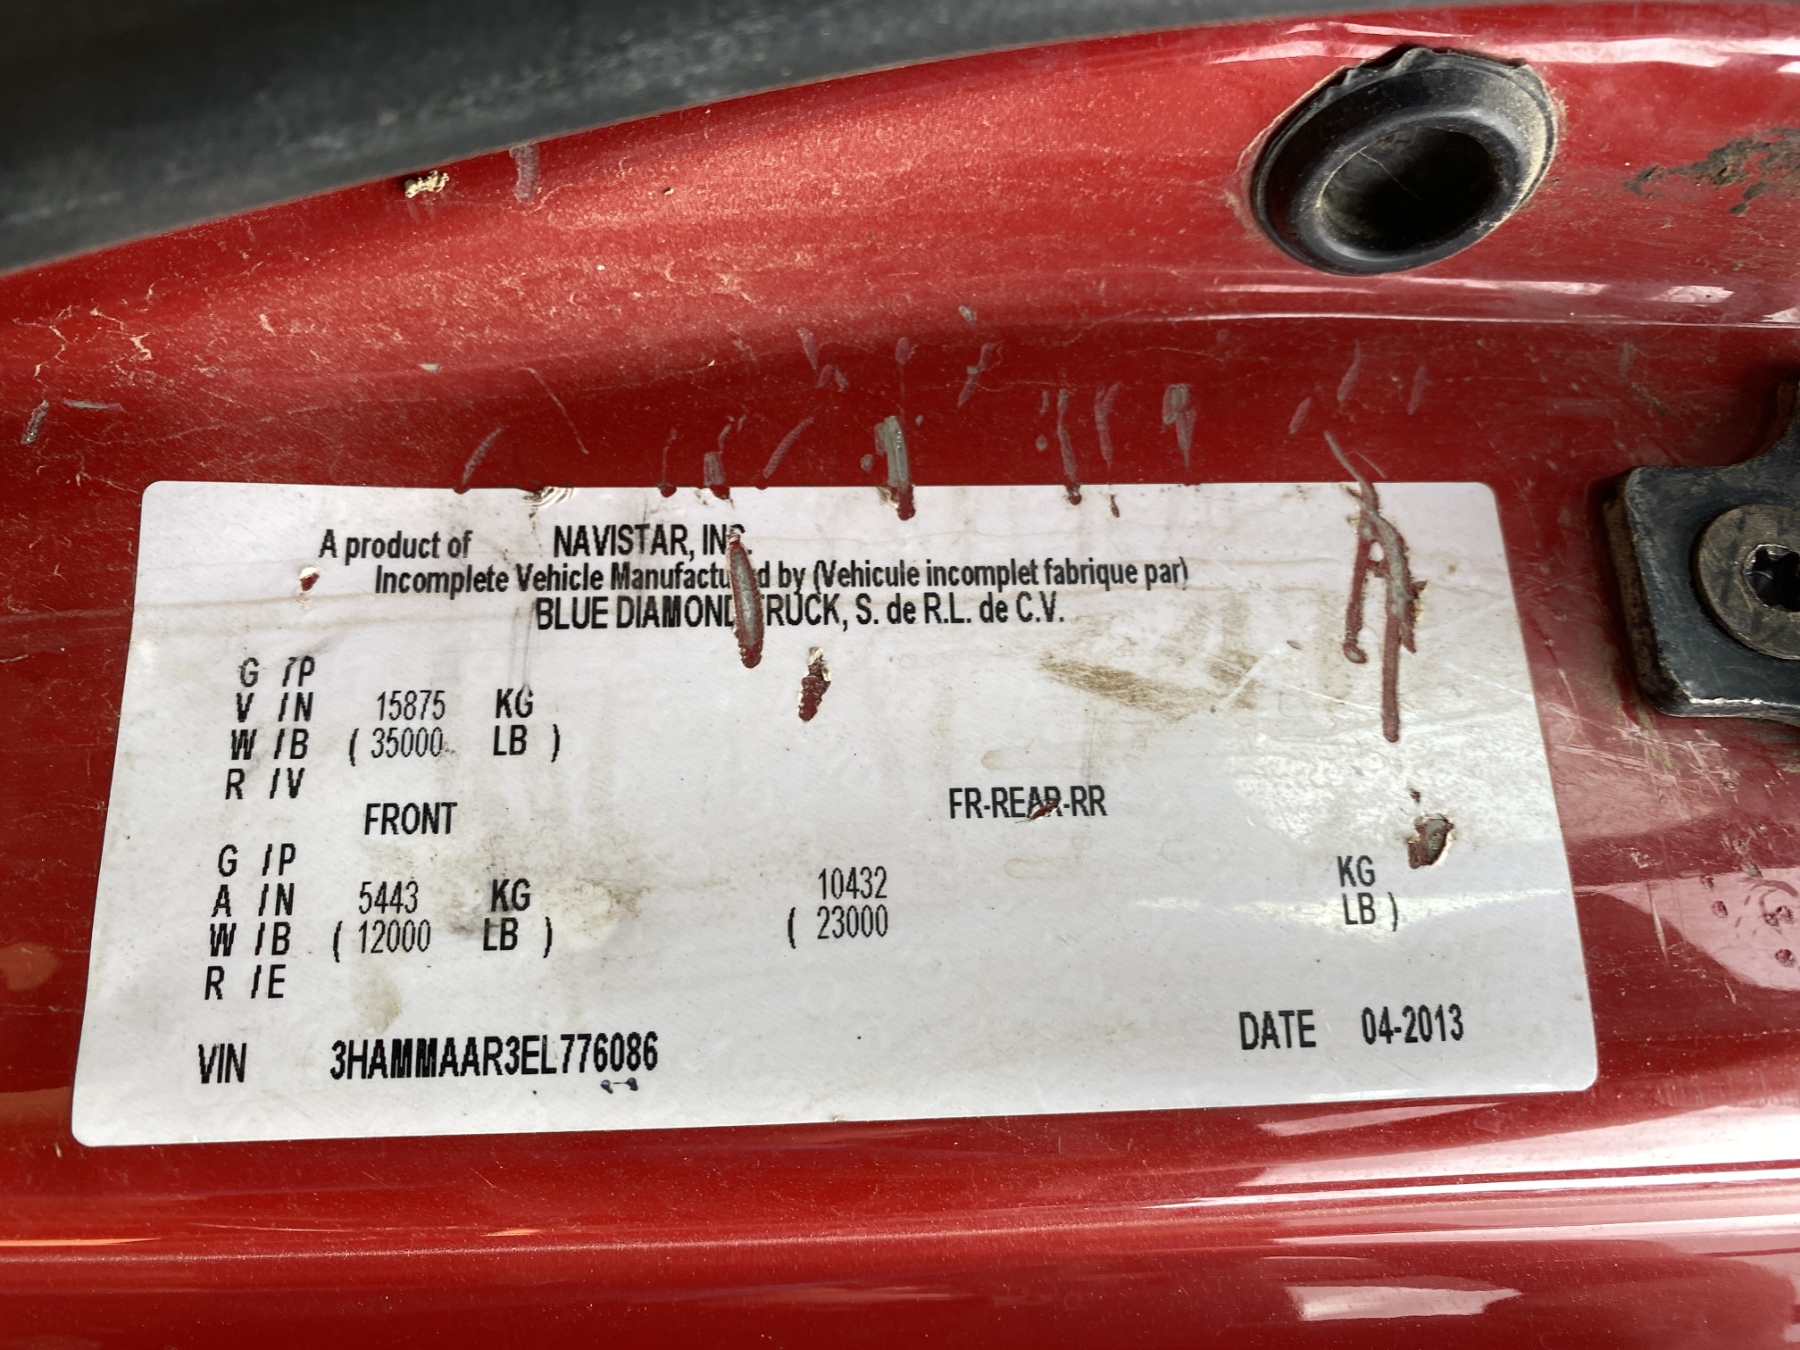 A product of NAVISTAR, INC.
Incomplete Vehicle Manufactured by (Vehicule incomplet fabrique par)
BLUE DIAMOND TRUCK, S. de R.L. de C.V.
G /P
V /N 15875 KG
W /B ( 35000 LB )
R /V
FRONT FR-REAR-RR
G /P
A /N 5443 KG 10432 KG
W /B ( 12000 LB ) ( 23000 LB )
R /E
VIN 3HAMMAAR3EL776086 DATE 04-2013